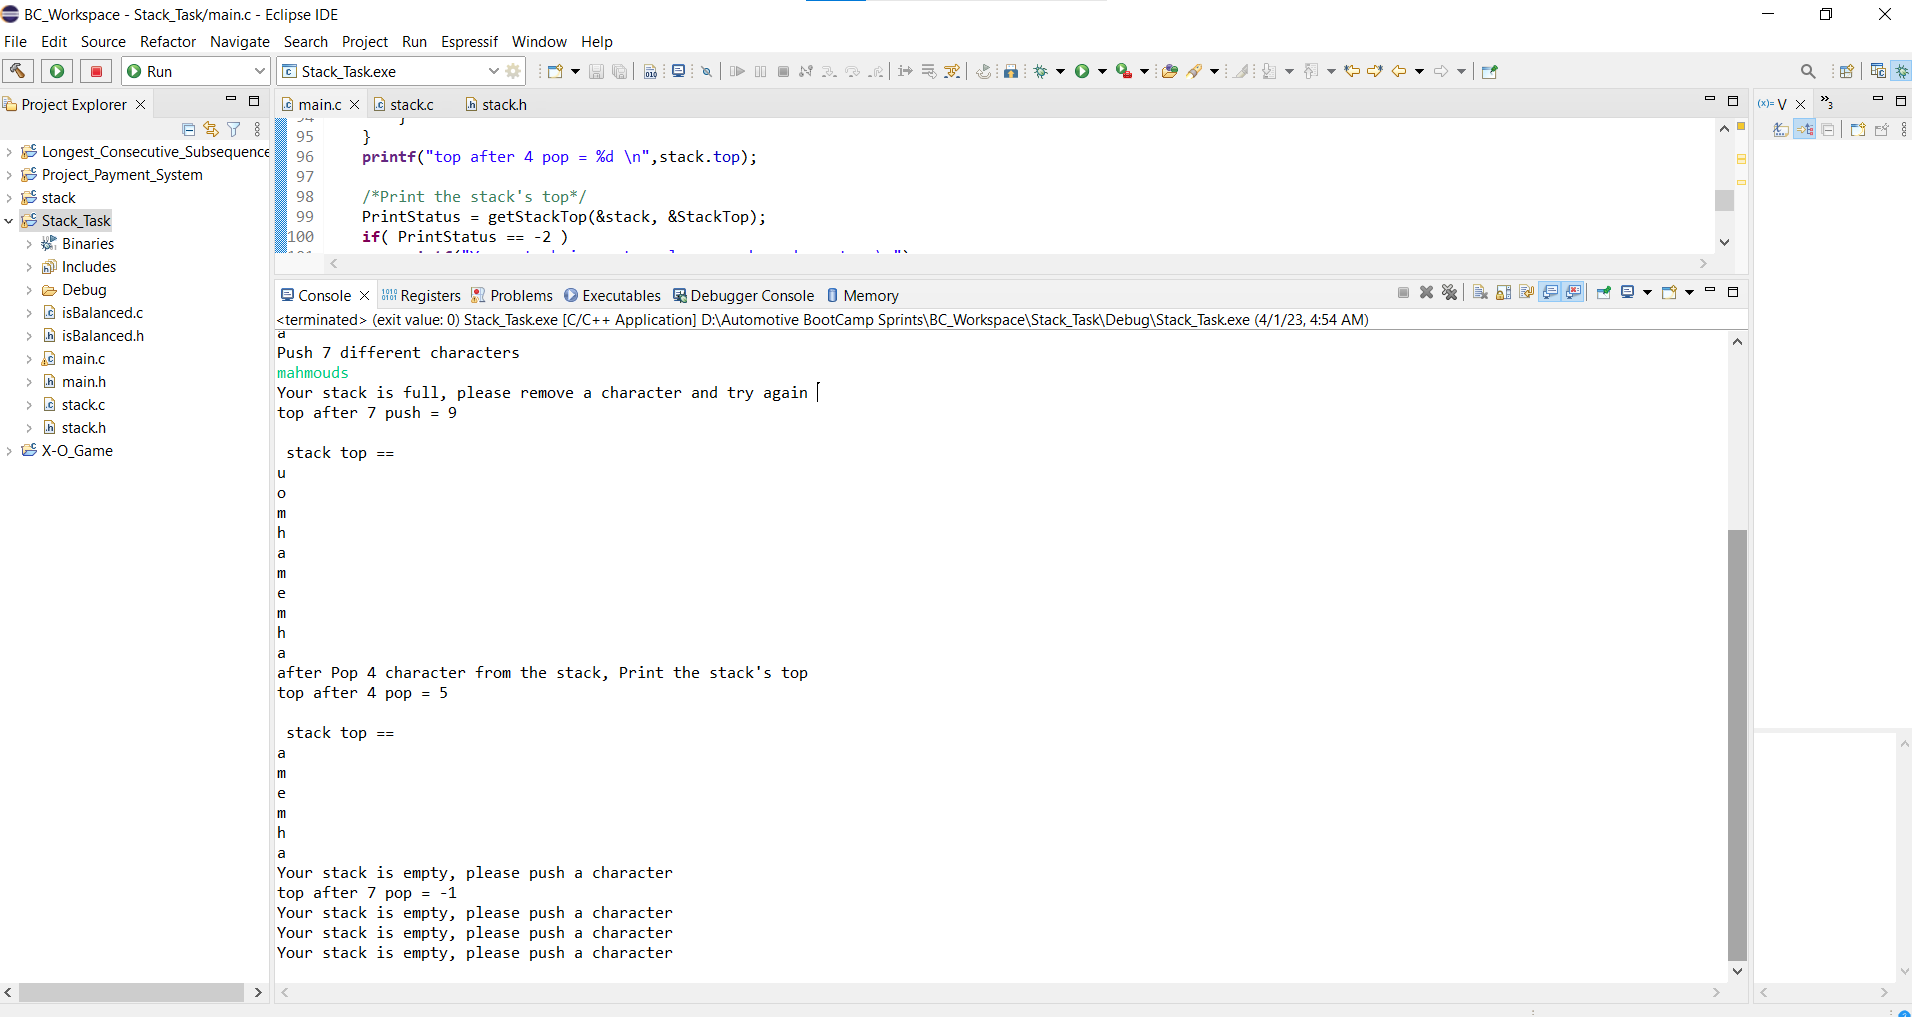 BC_Workspace - Stack_Task/main.c - Eclipse IDE
File Edit Source Refactor Navigate Search Project Run Espressif Window Help
Run
Stack_Task.exe
Project Explorer
Longest_Consecutive_Subsequence
Project_Payment_System
stack
Stack_Task
Binaries
Includes
Debug
isBalanced.c
isBalanced.h
main.c
main.h
stack.c
stack.h
X-O_Game
main.c stack.c stack.h
94 }
95 }
96 printf("top after 4 pop = %d \n",stack.top);
97
98 /*Print the stack's top*/
99 PrintStatus = getStackTop(&stack, &StackTop);
100 if( PrintStatus == -2 )
Console Registers Problems Executables Debugger Console Memory
<terminated> (exit value: 0) Stack_Task.exe [C/C++ Application] D:\Automotive BootCamp Sprints\BC_Workspace\Stack_Task\Debug\Stack_Task.exe (4/1/23, 4:54 AM)
a
Push 7 different characters
mahmouds
Your stack is full, please remove a character and try again
top after 7 push = 9
stack top ==
u
o
m
h
a
m
e
m
h
a
after Pop 4 character from the stack, Print the stack's top
top after 4 pop = 5
stack top ==
a
m
e
m
h
a
Your stack is empty, please push a character
top after 7 pop = -1
Your stack is empty, please push a character
Your stack is empty, please push a character
Your stack is empty, please push a character
(x)= V
»3